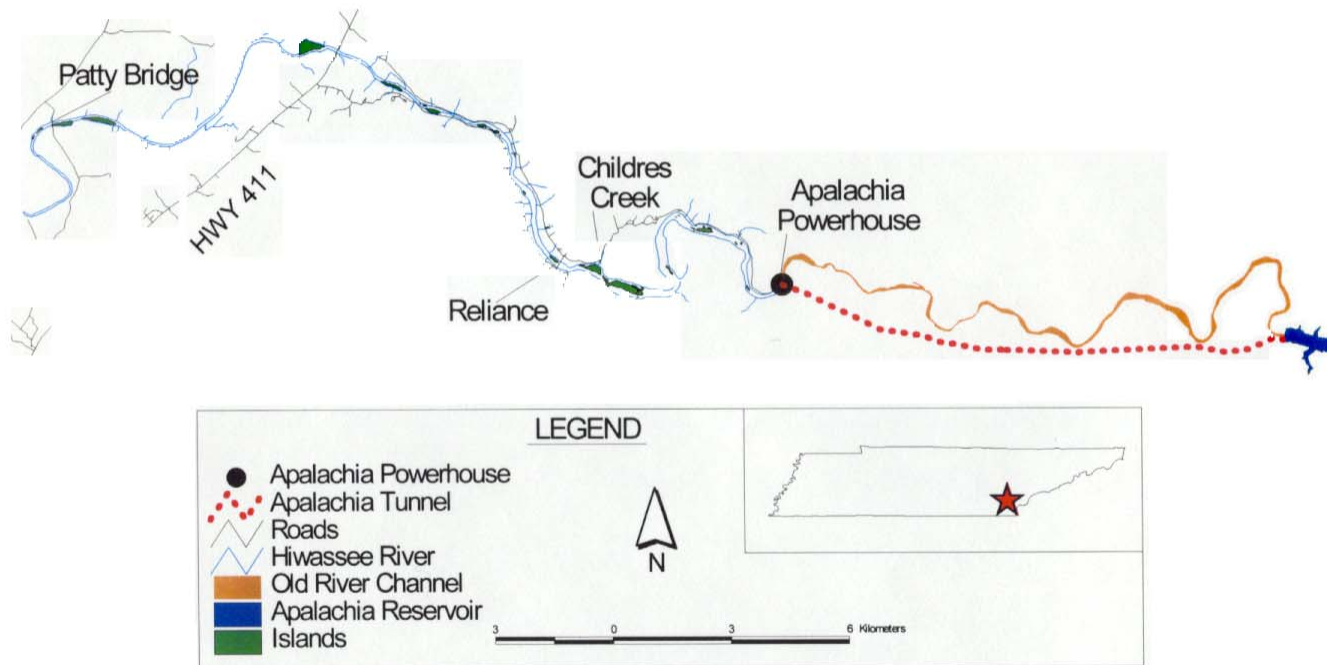 Patty Bridge
HWY 411
Childres
Creek
Apalachia
Powerhouse
Reliance
LEGEND
Apalachia Powerhouse
Apalachia Tunnel
Roads
Hiwassee River
Old River Channel
Apalachia Reservoir
Islands
N
3 0 3 6 Kilometers